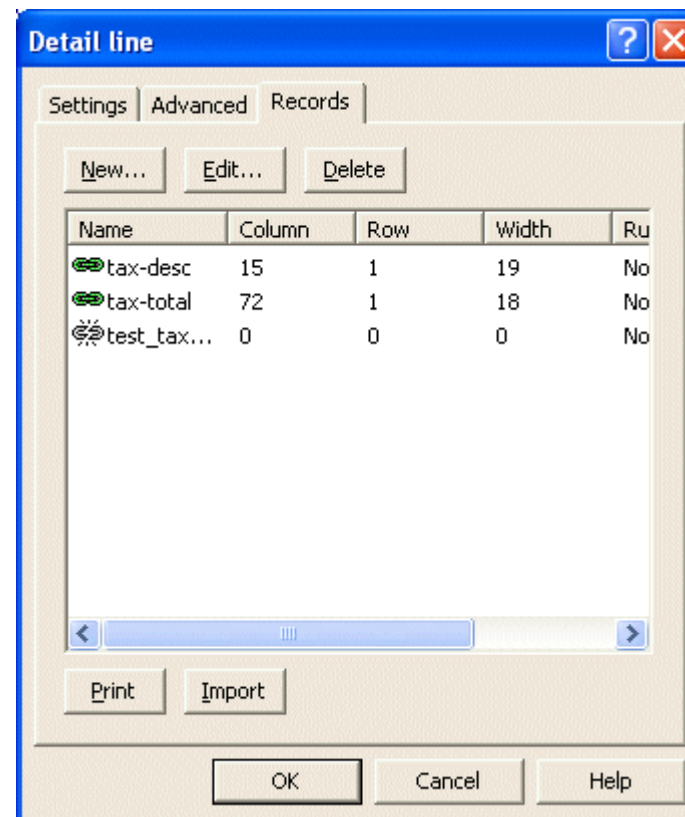 Detail line
Settings Advanced Records
New... Edit... Delete
Name Column Row Width Ru
tax-desc 15 1 19 No
tax-total 72 1 18 No
test_tax... 0 0 0 No
Print Import
OK Cancel Help